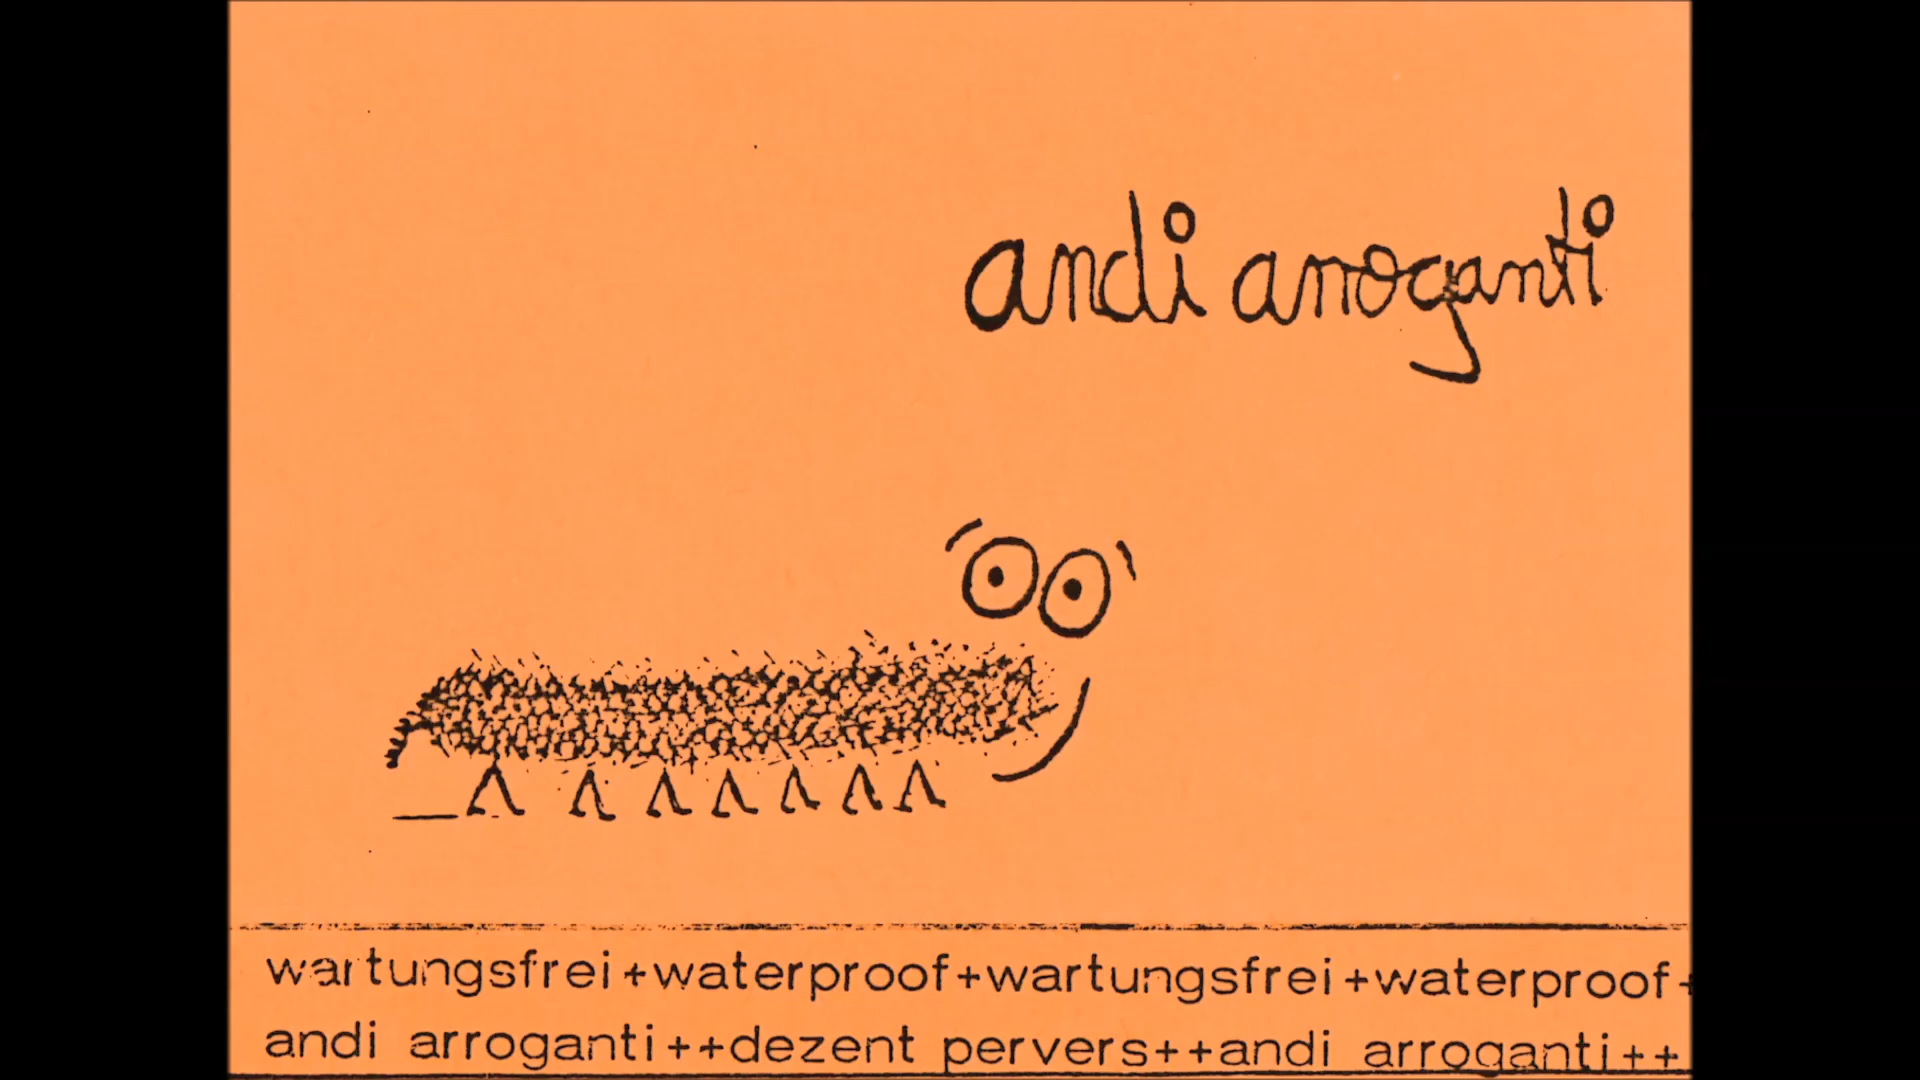 andi arroganti
wartungsfrei+waterproof+wartungsfrei+waterproof+
andi arroganti++dezent pervers++andi arroganti++